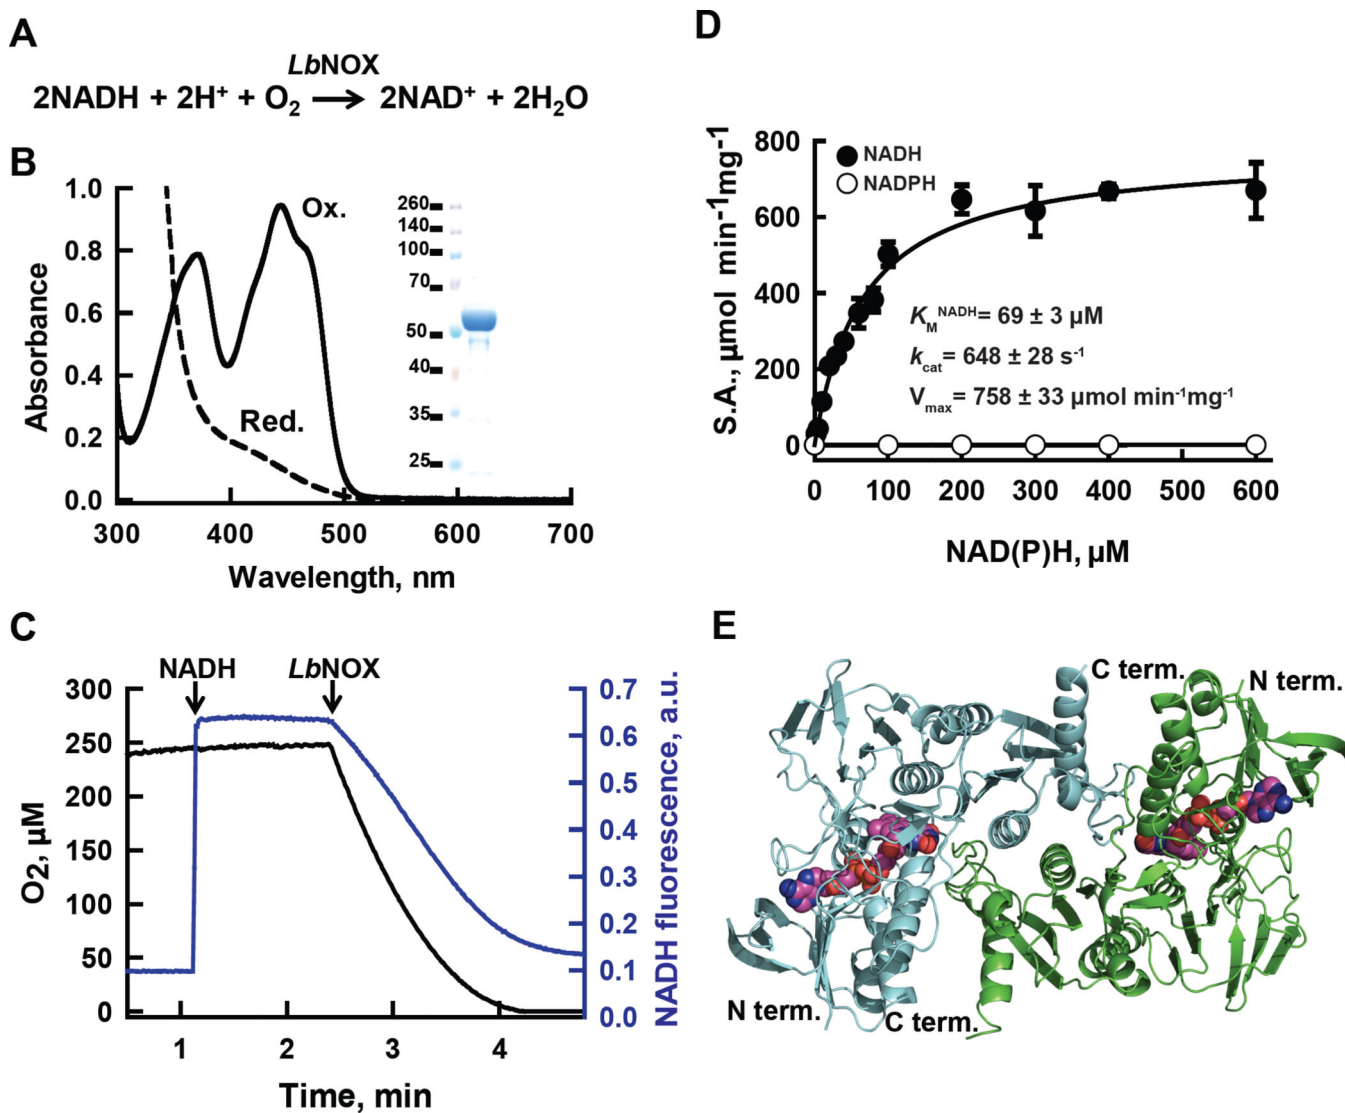 A
LbNOX
2NADH + 2H⁺ + O₂ → 2NAD⁺ + 2H₂O
B
1.0
0.8
0.6
0.4
0.2
0.0
Absorbance
Ox.
Red.
260
140
100
70
50
40
35
25
300 400 500 600 700
Wavelength, nm
C
NADH LbNOX
300
250
200
150
100
50
0
O2, µM
0.7
0.6
0.5
0.4
0.3
0.2
0.1
0.0
NADH fluorescence, a.u.
1 2 3 4
Time, min
D
800
600
400
200
0
S.A., µmol min⁻¹mg⁻¹
NADH
NADPH
K_M^NADH= 69 ± 3 µM
k_cat= 648 ± 28 s⁻¹
V_max= 758 ± 33 µmol min⁻¹mg⁻¹
0 100 200 300 400 500 600
NAD(P)H, µM
E
C term.
N term.
N term.
C term.